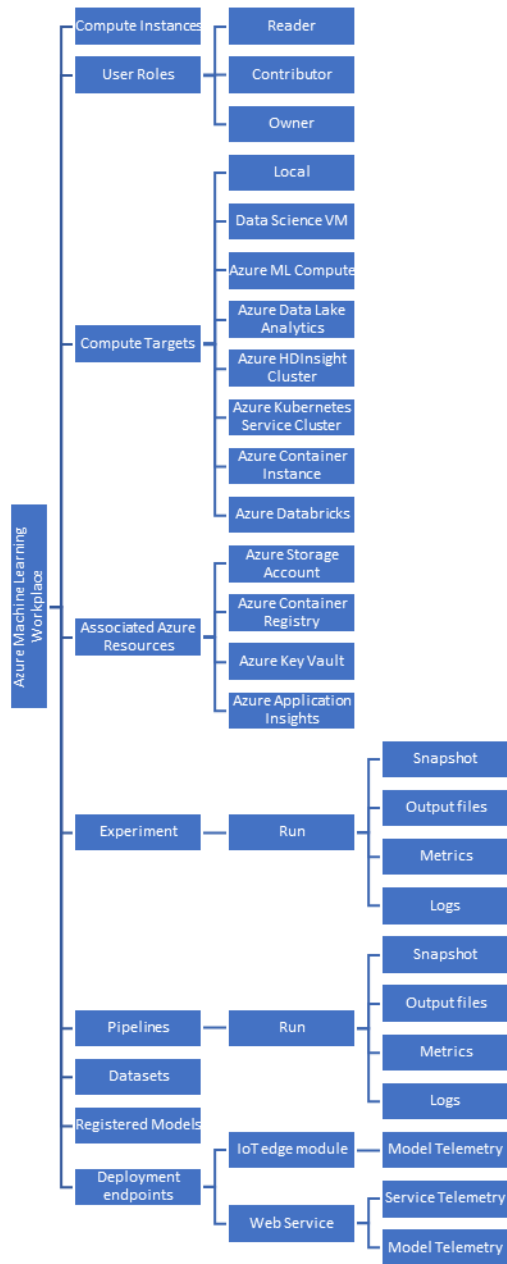 Azure Machine Learning
Workplace
Compute Instances
User Roles
Reader
Contributor
Owner
Compute Targets
Local
Data Science VM
Azure ML Compute
Azure Data Lake
Analytics
Azure HDInsight
Cluster
Azure Kubernetes
Service Cluster
Azure Container
Instance
Azure Databricks
Associated Azure
Resources
Azure Storage
Account
Azure Container
Registry
Azure Key Vault
Azure Application
Insights
Experiment
Run
Snapshot
Output files
Metrics
Logs
Pipelines
Run
Snapshot
Output files
Metrics
Logs
Datasets
Registered Models
Deployment
endpoints
IoT edge module
Model Telemetry
Web Service
Service Telemetry
Model Telemetry